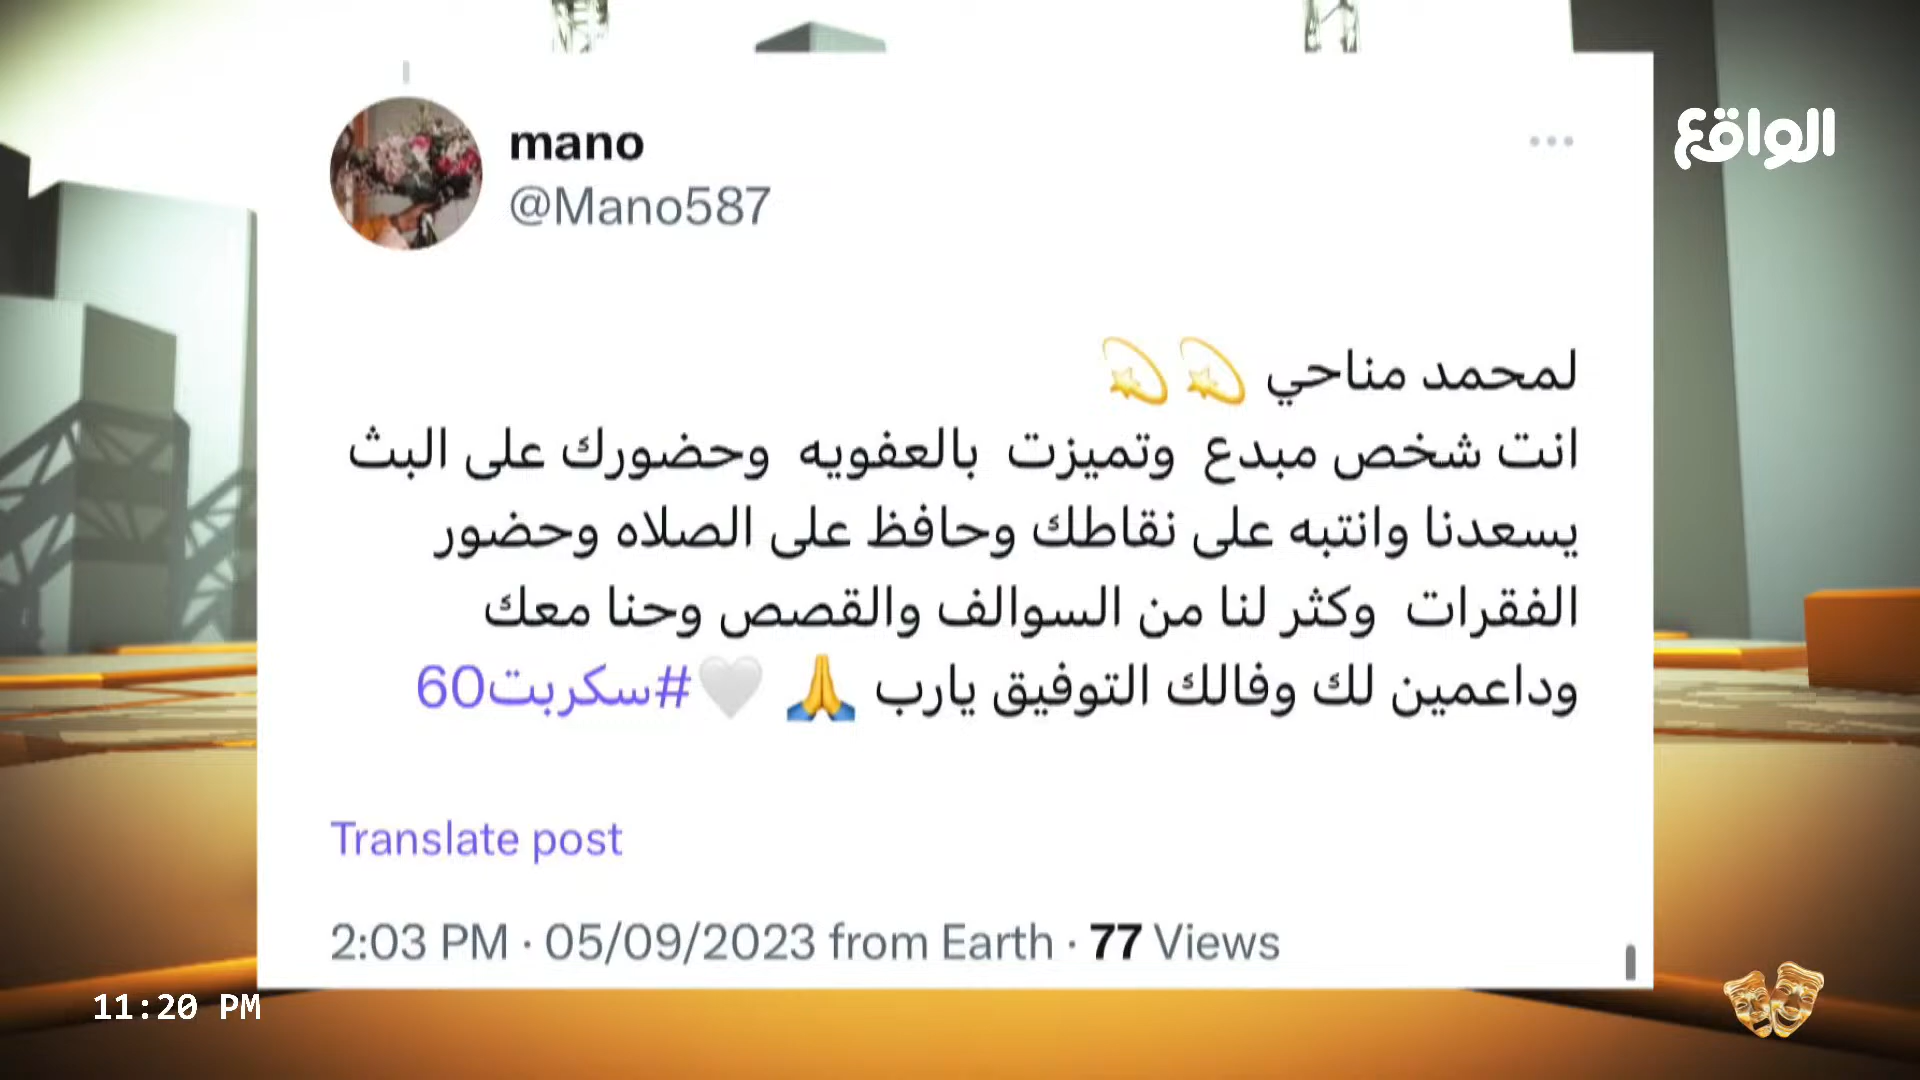 mano
@Mano587
الواقع
لمحمد مناحي 💫 💫
انت شخص مبدع وتميزت بالعفويه وحضورك على البث
يسعدنا وانتبه على نقاطك وحافظ على الصلاه وحضور
الفقرات وكثر لنا من السوالف والقصص وحنا معك
وداعمين لك وفالك التوفيق يارب 🙏 🤍#سكربت60
Translate post
2:03 PM · 05/09/2023 from Earth · 77 Views
11:20 PM